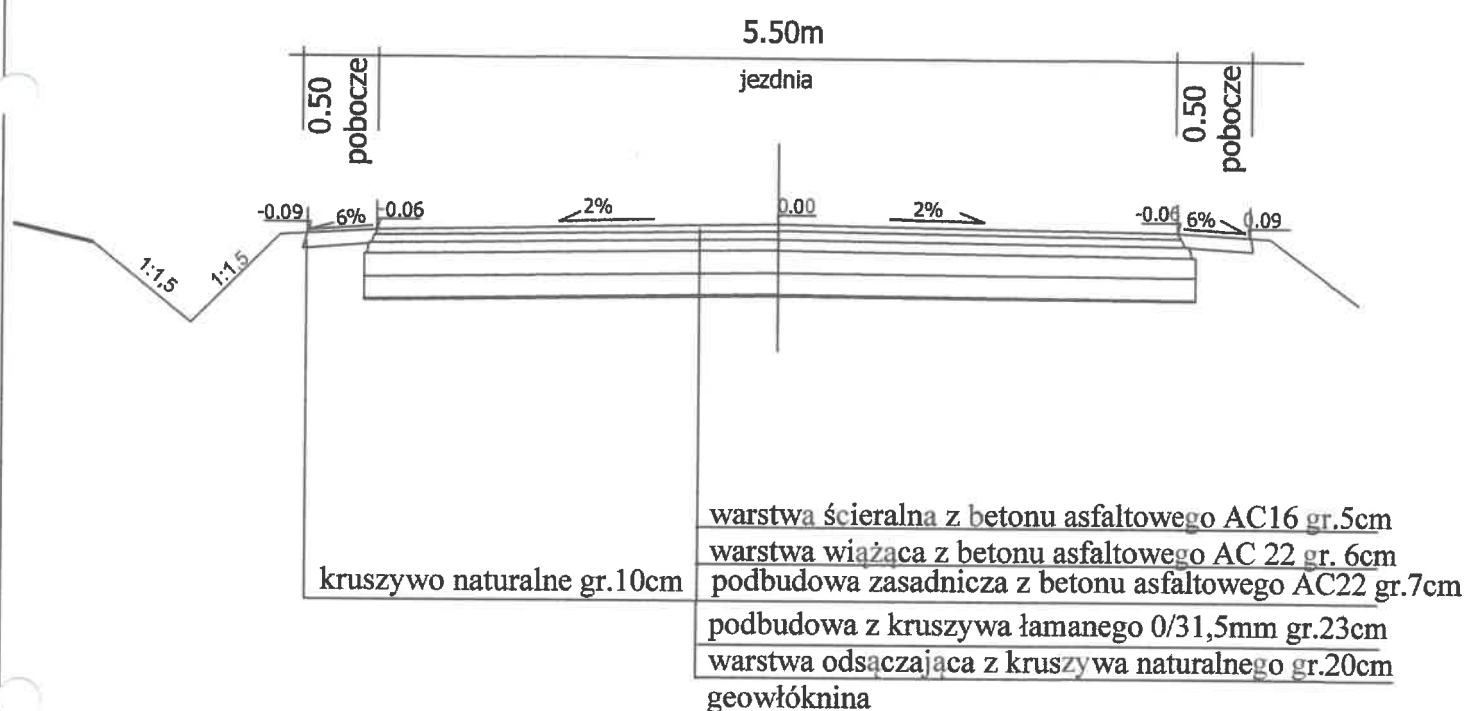 5.50m
jezdnia
0.50
pobocze
0.50
pobocze
-0.09
6%
-0.06
2%
0.00
2%
-0.06
6%
0.09
1:1,5
1:1,5
warstwa ścieralna z betonu asfaltowego AC16 gr.5cm
warstwa wiążąca z betonu asfaltowego AC 22 gr. 6cm
kruszywo naturalne gr.10cm
podbudowa zasadnicza z betonu asfaltowego AC22 gr.7cm
podbudowa z kruszywa łamanego 0/31,5mm gr.23cm
warstwa odsączająca z kruszywa naturalnego gr.20cm
geowłóknina